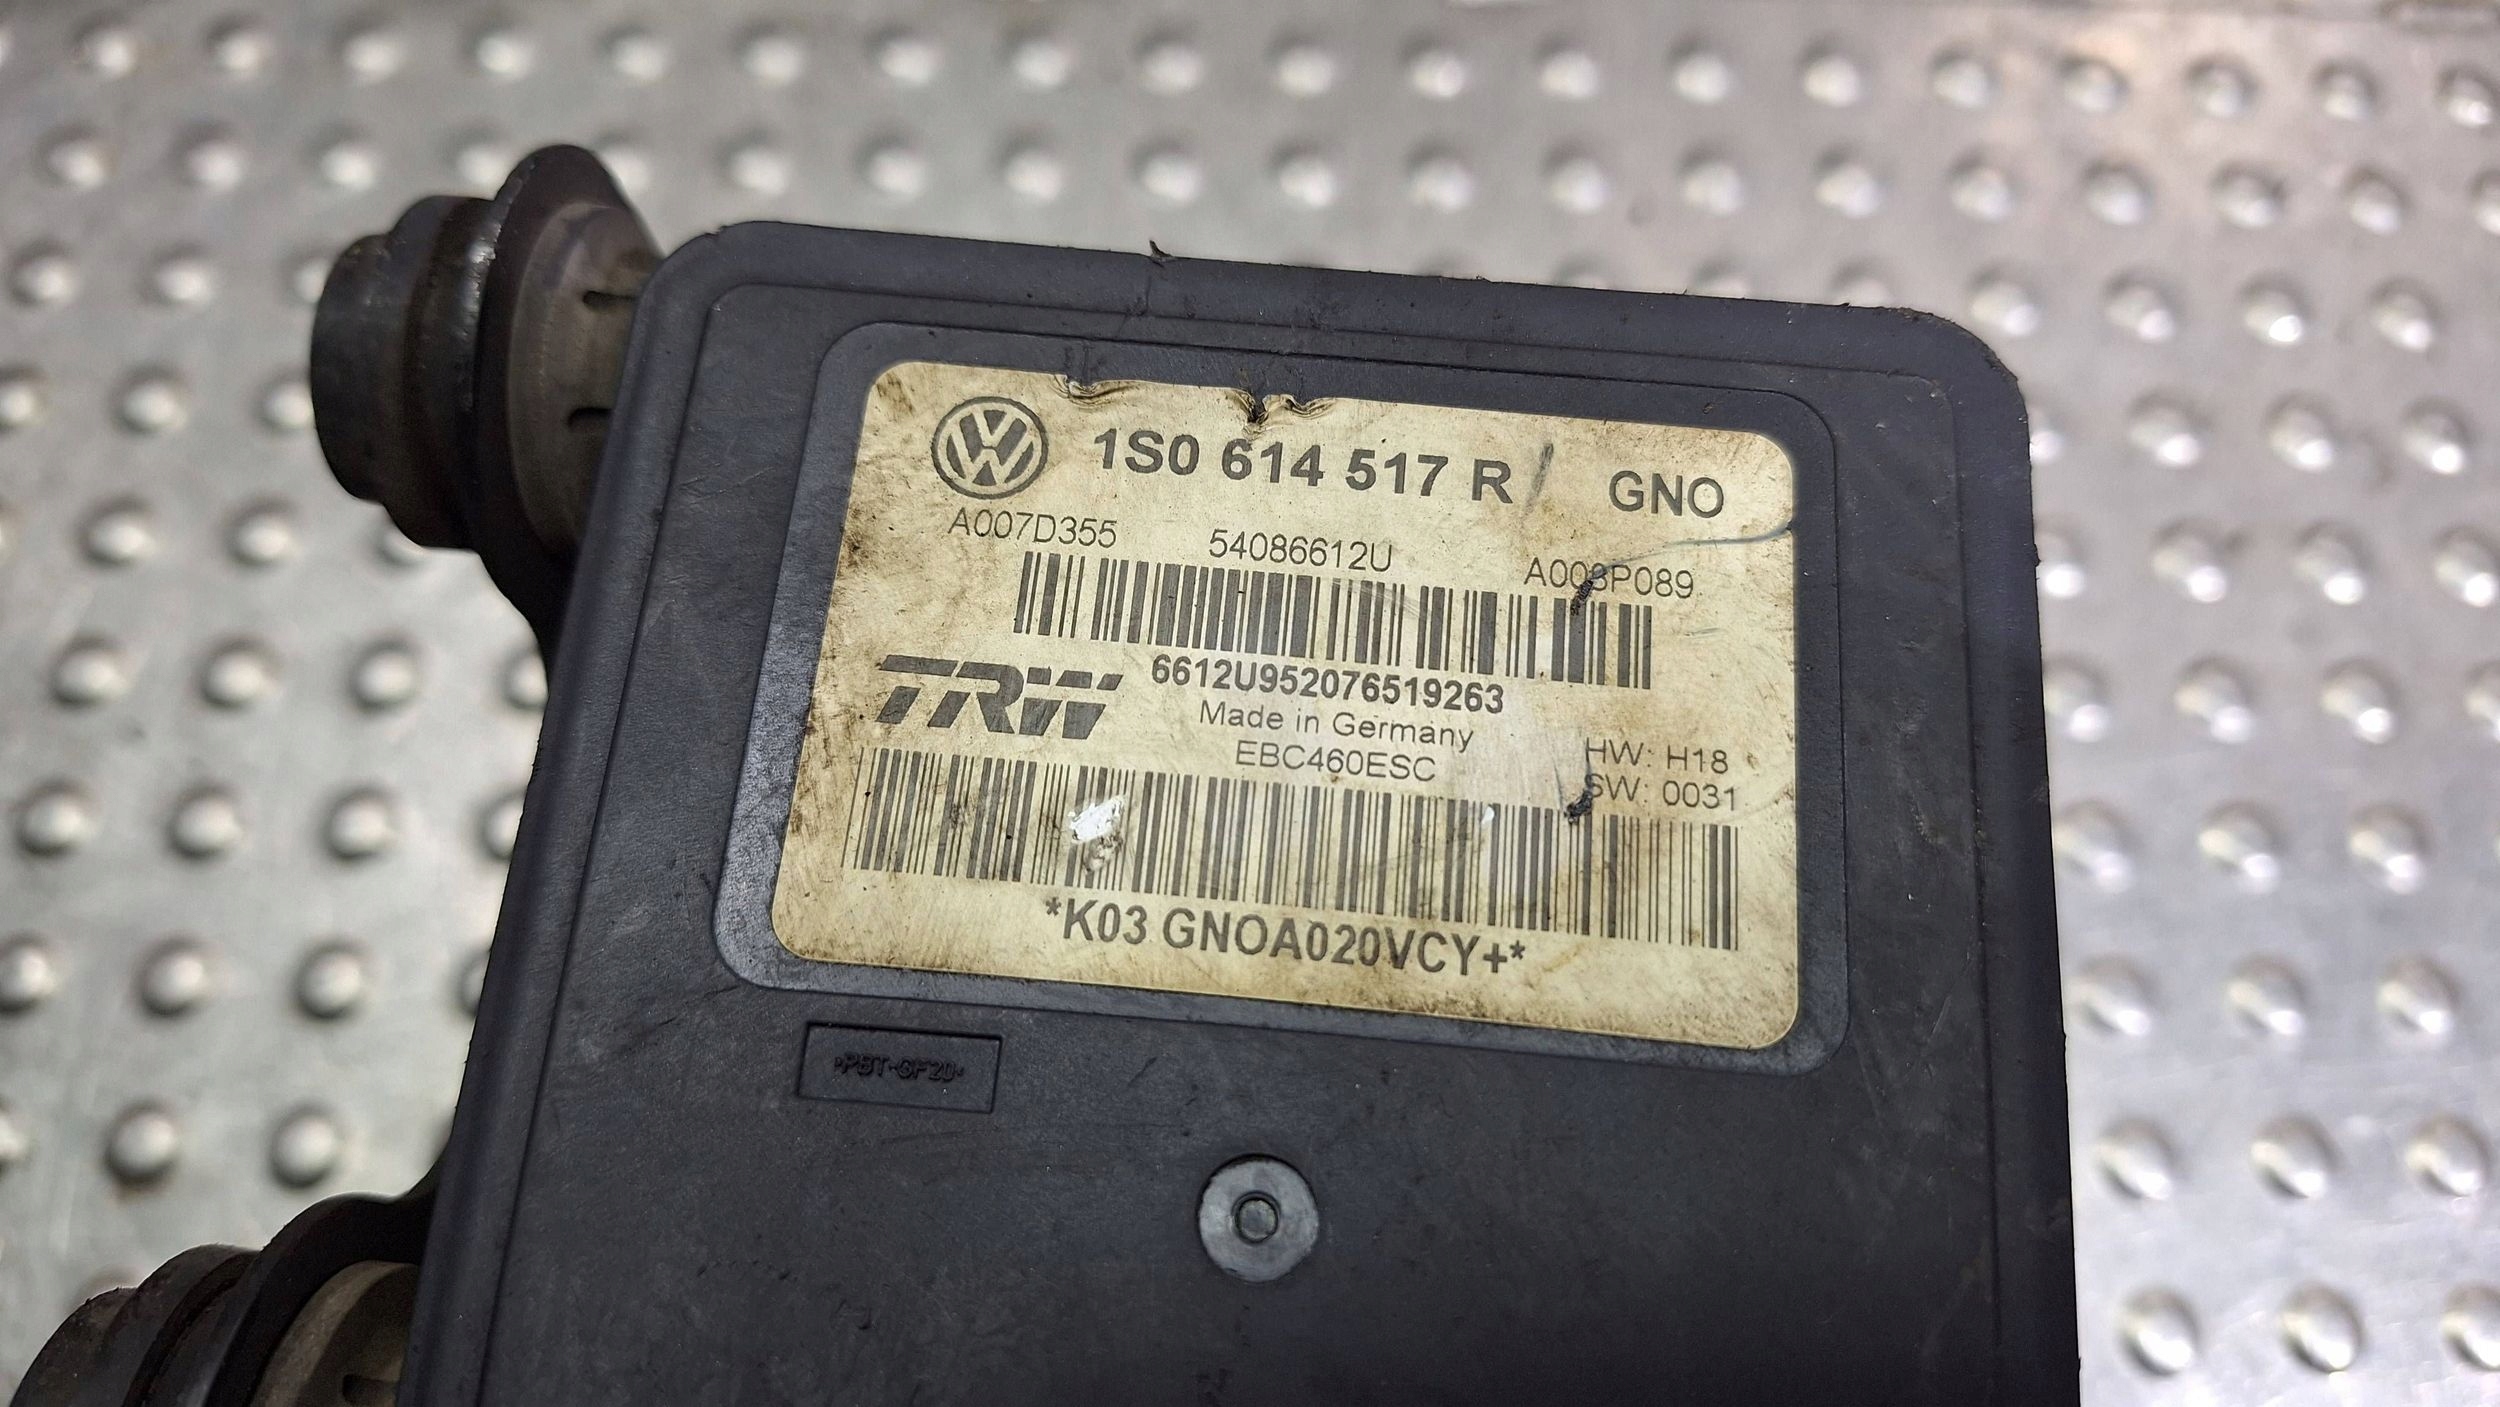 1S0 614 517 R GNO
A007D355 54086612U A008P089
TRW 6612U952076519263
Made in Germany
EBC460ESC
HW: H18
SW: 0031
*K03 GNOA020VCY+*
>PBT-GF20<